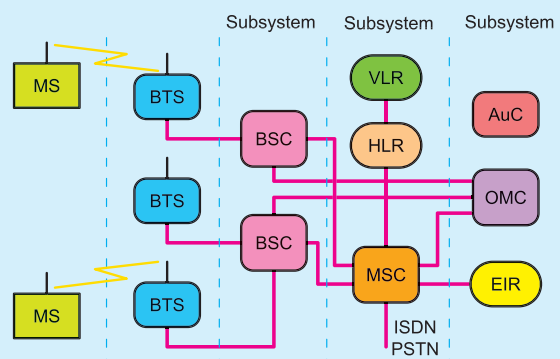 Subsystem
Subsystem
Subsystem
MS
BTS
VLR
AuC
BSC
HLR
BTS
OMC
BSC
MSC
EIR
MS
BTS
ISDN
PSTN